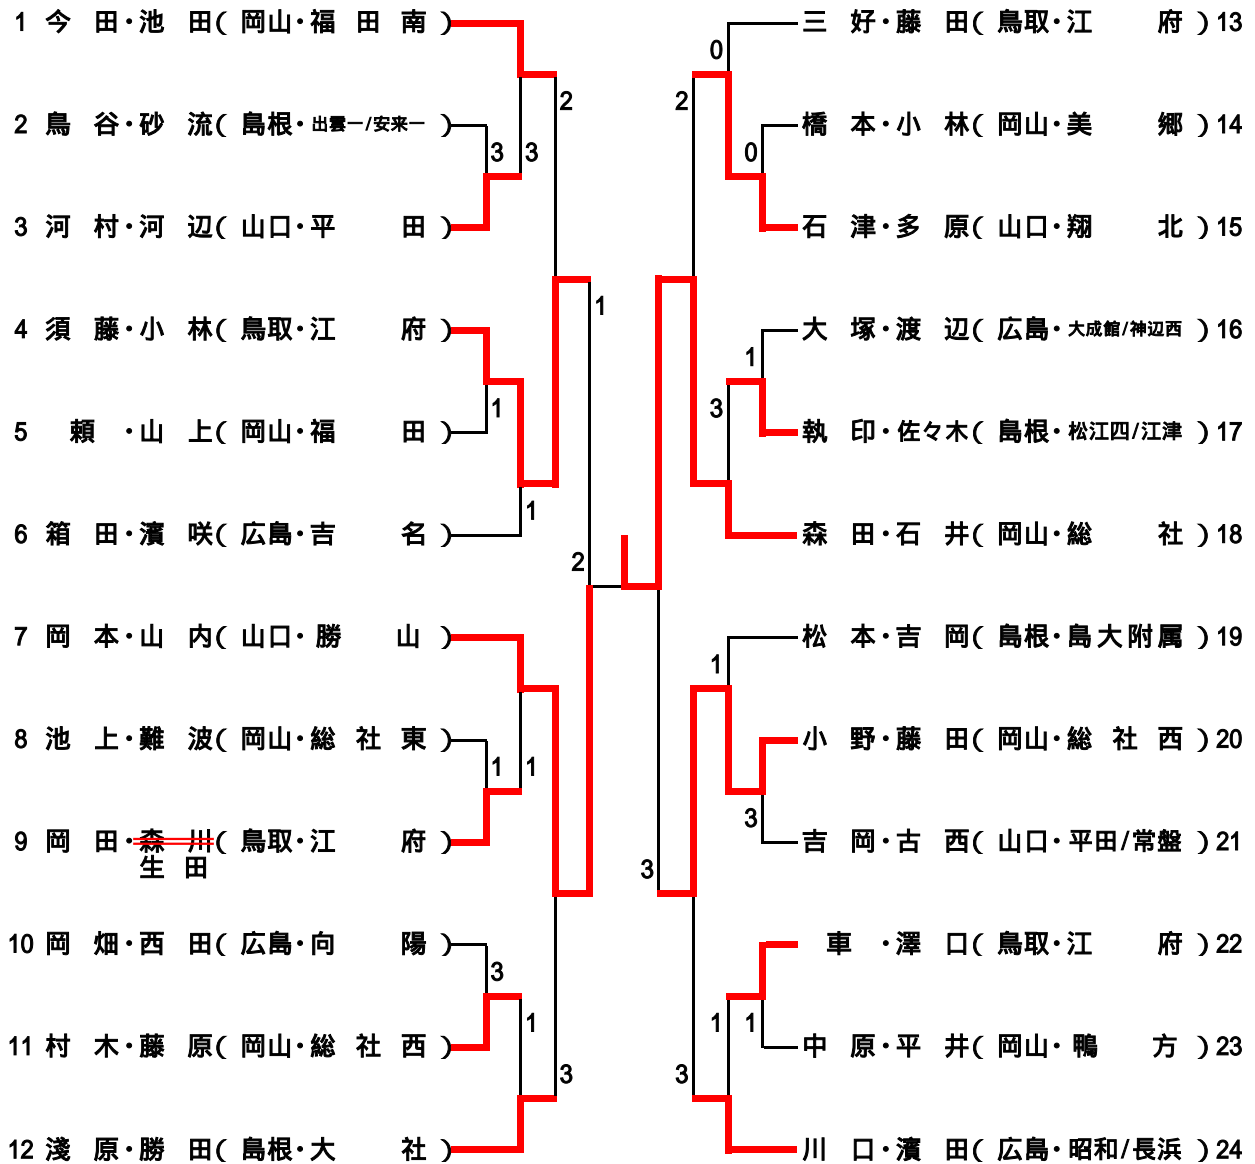 1 今田・池田(岡山・福田南)
2 鳥谷・砂流(島根・出雲一/安来一)
3 河村・河辺(山口・平田)
4 須藤・小林(鳥取・江府)
5 頼・山上(岡山・福田)
6 箱田・濱咲(広島・吉名)
7 岡本・山内(山口・勝山)
8 池上・難波(岡山・総社東)
9 岡田・森川(鳥取・江府)
生田
10 岡畑・西田(広島・向陽)
11 村木・藤原(岡山・総社西)
12 淺原・勝田(島根・大社)
3
3
2
1
1
1
2
1
1
3
1
3
三好・藤田(鳥取・江府)13
橋本・小林(岡山・美郷)14
石津・多原(山口・翔北)15
大塚・渡辺(広島・大成館/神辺西)16
執印・佐々木(島根・松江四/江津)17
森田・石井(岡山・総社)18
松本・吉岡(島根・島大附属)19
小野・藤田(岡山・総社西)20
吉岡・古西(山口・平田/常盤)21
車・澤口(鳥取・江府)22
中原・平井(岡山・鴨方)23
川口・濱田(広島・昭和/長浜)24
0
2
0
1
3
1
3
3
1
1
3